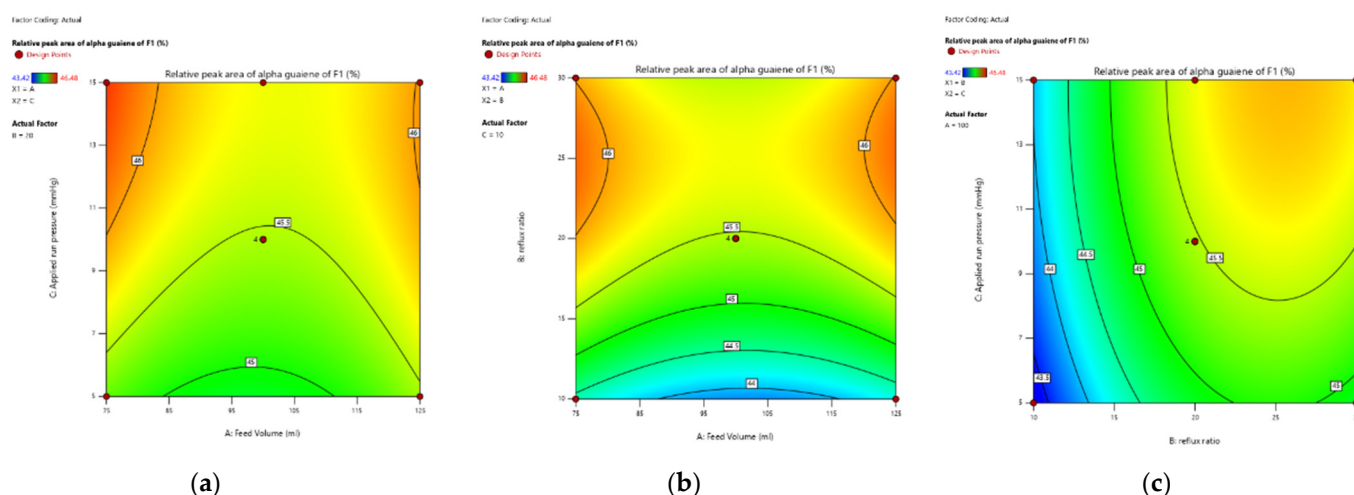 Factor Coding: Actual
Relative peak area of alpha guaiene of F1 (%)
Design Points
43.42 46.48
X1 = A
X2 = C
Actual Factor
B = 20
Relative peak area of alpha guaiene of F1 (%)
15
13
11
9
7
5
C: Applied run pressure (mmHg)
46
46
45.5
4
45
75 85 95 105 115 125
A: Feed Volume (ml)
(a)
Factor Coding: Actual
Relative peak area of alpha guaiene of F1 (%)
Design Points
43.42 46.48
X1 = A
X2 = B
Actual Factor
C = 10
Relative peak area of alpha guaiene of F1 (%)
30
25
20
15
10
B: reflux ratio
46
46
45.5
4
45
44.5
44
75 85 95 105 115 125
A: Feed Volume (ml)
(b)
Factor Coding: Actual
Relative peak area of alpha guaiene of F1 (%)
Design Points
43.42 46.48
X1 = B
X2 = C
Actual Factor
A = 100
Relative peak area of alpha guaiene of F1 (%)
15
13
11
9
7
5
C: Applied run pressure (mmHg)
4
45.5
44.5
44
45
43.5
45
10 15 20 25
B: reflux ratio
(c)